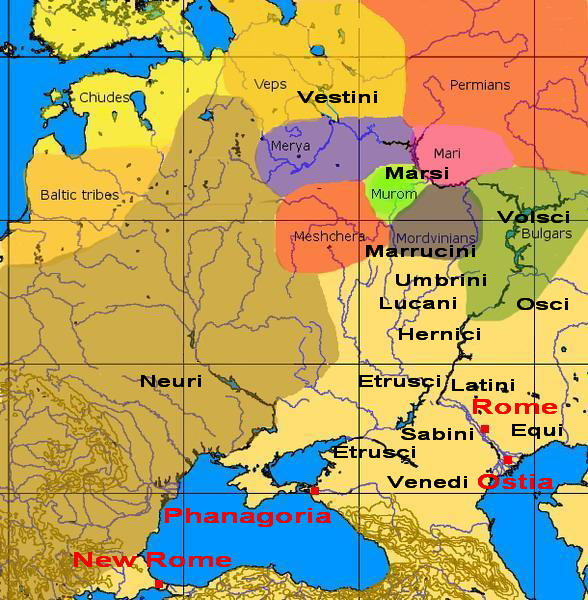 Chudes
Veps
Vestini
Permians
Merya
Mari
Marsi
Baltic tribes
Murom
Volsci
Meshchera
Mordvinians
Bulgars
Marrucini
Umbrini
Lucani
Osci
Hernici
Neuri
Etrusci
Latini
Rome
Sabini
Equi
Etrusci
Venedi
Ostia
Phanagoria
New Rome